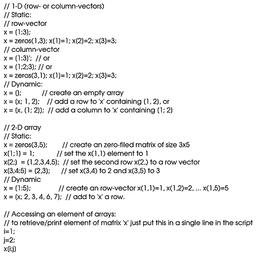 // 1-D (row- or column-vectors)
// Static:
// row-vector
x = (1:3);
x = zeros(1,3); x(1)=1; x(2)=2; x(3)=3;
// column-vector
x = (1:3)'; // or
x = (1;2;3); // or
x = zeros(3,1); x(1)=1; x(2)=2; x(3)=3;
// Dynamic:
x = (); // create an empty array
x = (x; 1, 2); // add a row to 'x' containing (1, 2), or
x = (x, (1; 2)); // add a column to 'x' containing (1; 2)
// 2-D array
// Static:
x = zeros(3,5); // create an zero-filed matrix of size 3x5
x(1;1) = 1; // set the x(1,1) element to 1
x(2;) = (1,2,3,4,5); // set the second row x(2,) to a row vector
x(3;4:5) = (2,3); // set x(3,4) to 2 and x(3,5) to 3
// Dynamic
x = (1:5); // create an row-vector x(1,1)=1, x(1,2)=2, ... x(1,5)=5
x = (x; 2, 3, 4, 6, 7); // add to 'x' a row.
// Accessing an element of arrays:
// to retrieve/print element of matrix 'x' just put this in a single line in the script
i=1;
j=2;
x(i;j)